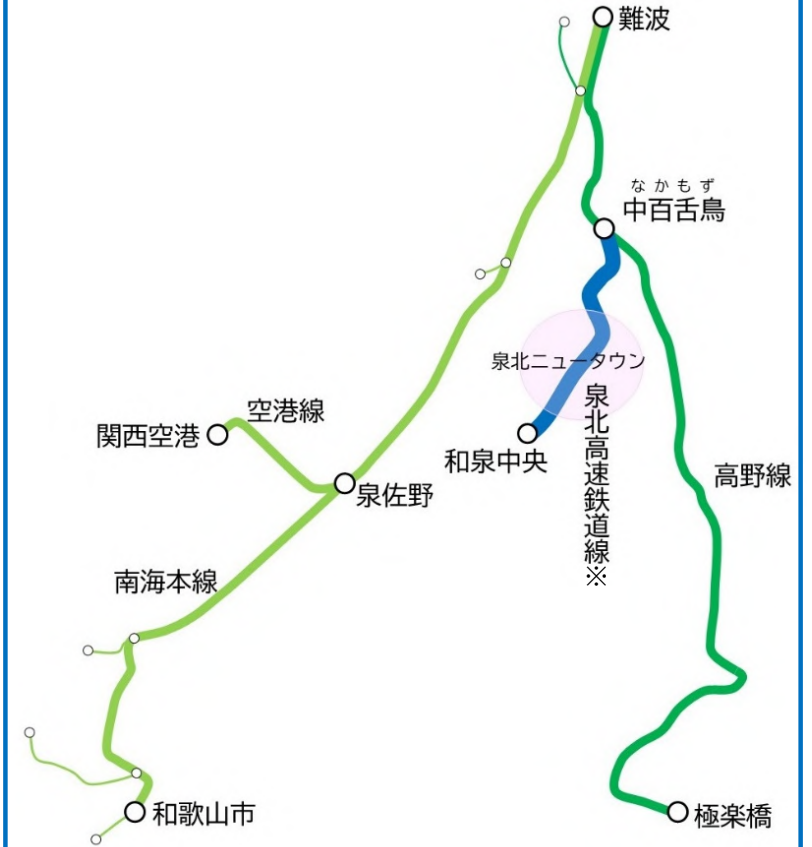 難波
なかもず
中百舌鳥
泉北ニュータウン
泉北高速鉄道線※
空港線
関西空港
和泉中央
泉佐野
高野線
南海本線
和歌山市
極楽橋